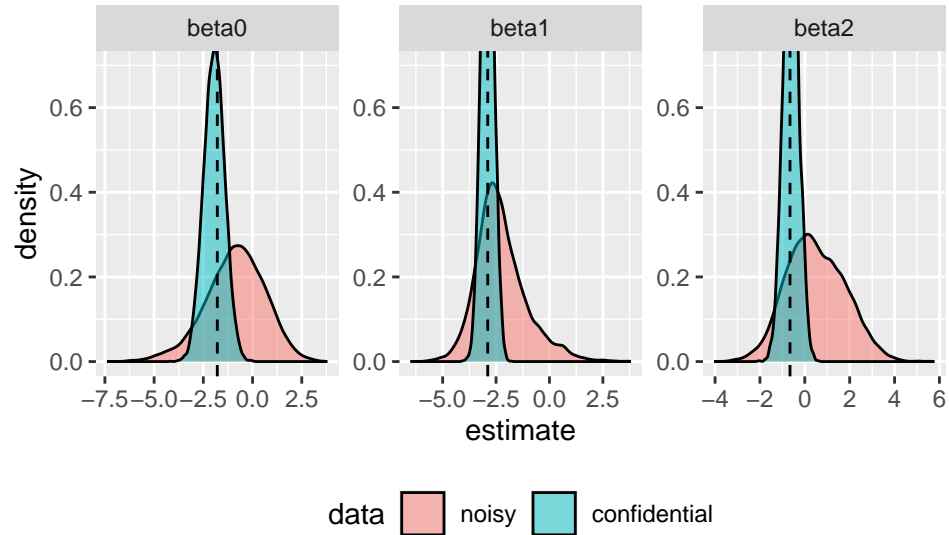 beta0 beta1 beta2
0.6 0.6 0.6
0.4 0.4 0.4
density
0.2 0.2 0.2
0.0 0.0 0.0
−7.5 −5.0 −2.5 0.0 2.5 −5.0 −2.5 0.0 2.5 −4 −2 0 2 4 6
estimate
data noisy confidential